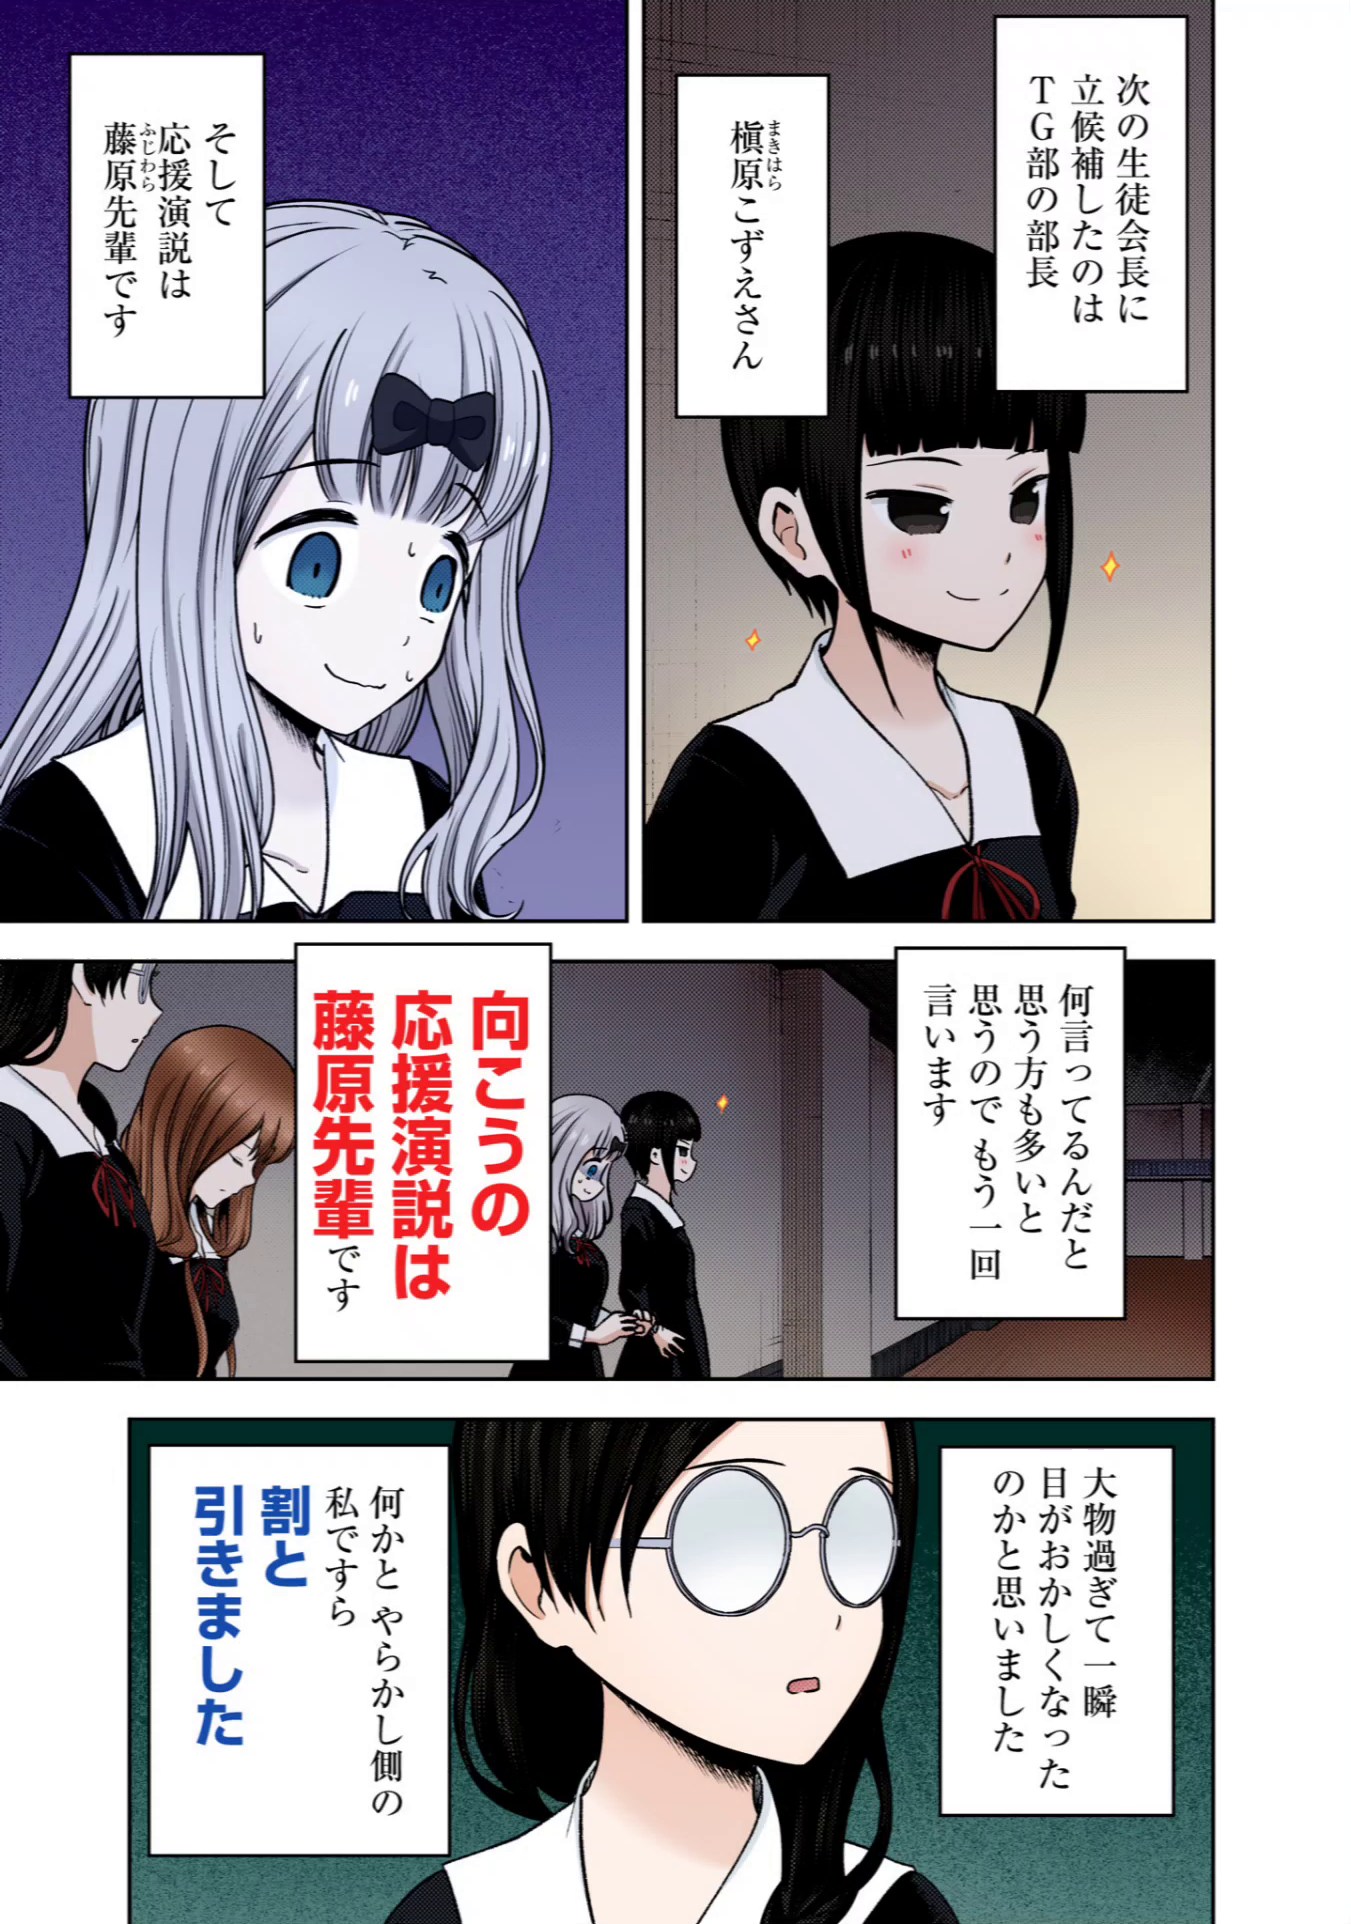 次の生徒会長に
立候補したのは
TG部の部長
槇原こずえさん
まきはら
そして
応援演説は
藤原先輩です
ふじわら
何言ってるんだと
思う方も多いと
思うので もう一回
言います
向こうの
応援演説は
藤原先輩です
大物過ぎて一瞬
目がおかしくなった
のかと思いました
何かと やらかし側の
私ですら
割と
引きました